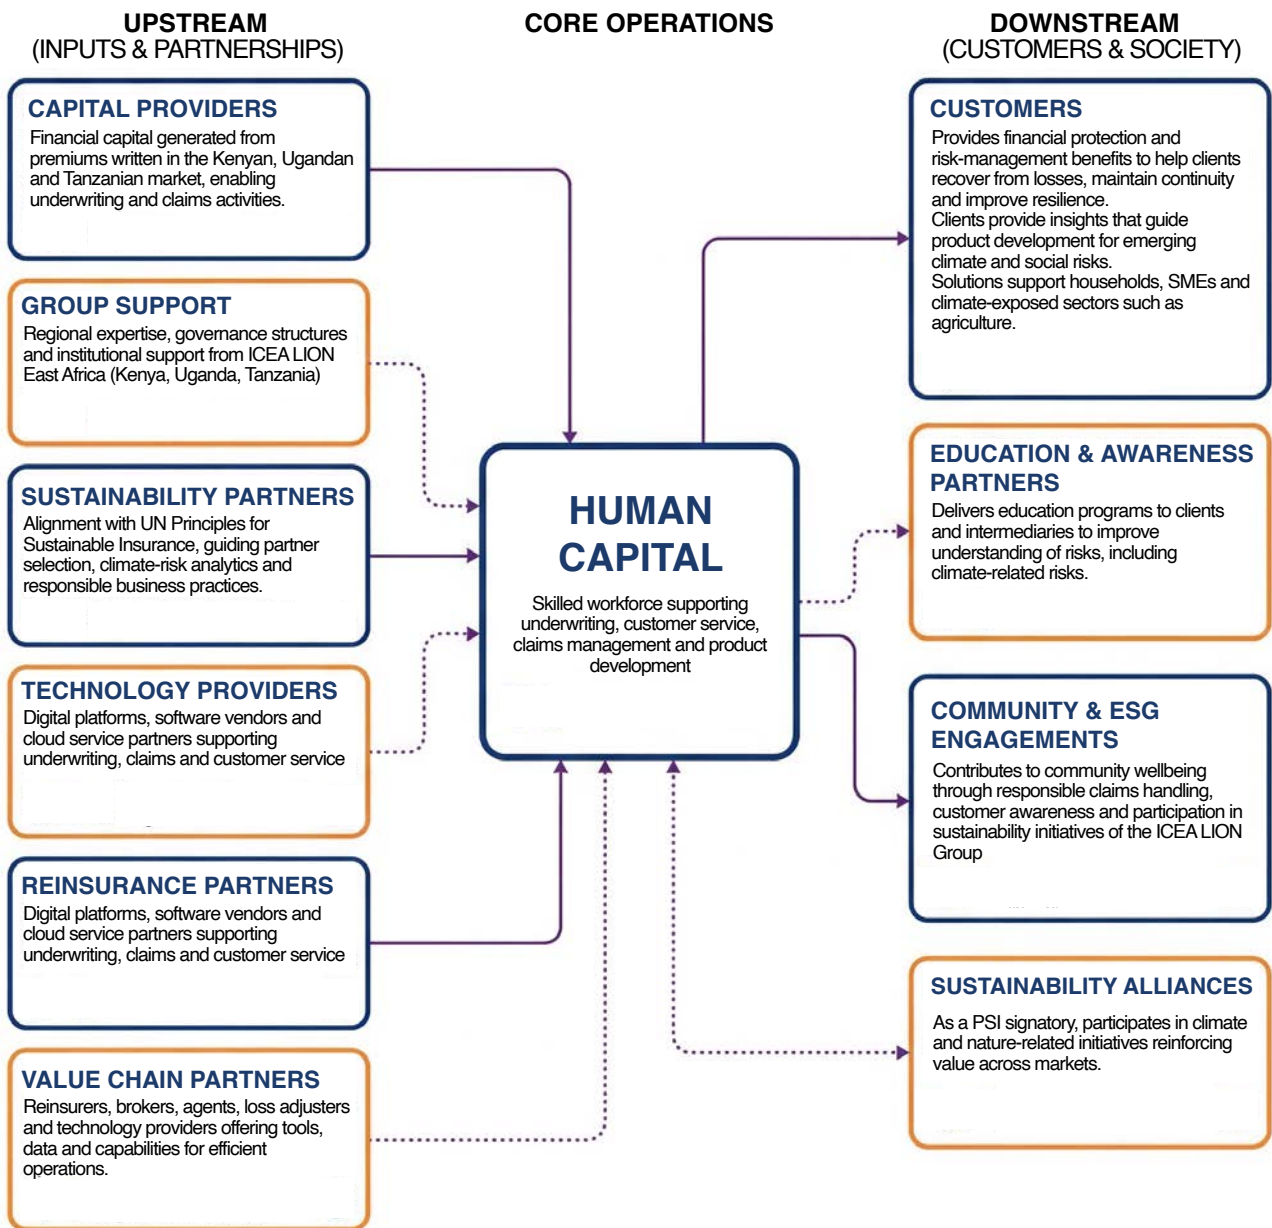 UPSTREAM
(INPUTS & PARTNERSHIPS)
CAPITAL PROVIDERS
Financial capital generated from
premiums written in the Kenyan, Ugandan
and Tanzanian market, enabling
underwriting and claims activities.
GROUP SUPPORT
Regional expertise, governance structures
and institutional support from ICEA LION
East Africa (Kenya, Uganda, Tanzania)
SUSTAINABILITY PARTNERS
Alignment with UN Principles for
Sustainable Insurance, guiding partner
selection, climate-risk analytics and
responsible business practices.
TECHNOLOGY PROVIDERS
Digital platforms, software vendors and
cloud service partners supporting
underwriting, claims and customer service
REINSURANCE PARTNERS
Digital platforms, software vendors and
cloud service partners supporting
underwriting, claims and customer service
VALUE CHAIN PARTNERS
Reinsurers, brokers, agents, loss adjusters
and technology providers offering tools,
data and capabilities for efficient
operations.
CORE OPERATIONS
HUMAN
CAPITAL
Skilled workforce supporting
underwriting, customer service,
claims management and product
development
DOWNSTREAM
(CUSTOMERS & SOCIETY)
CUSTOMERS
Provides financial protection and
risk-management benefits to help clients
recover from losses, maintain continuity
and improve resilience.
Clients provide insights that guide
product development for emerging
climate and social risks.
Solutions support households, SMEs and
climate-exposed sectors such as
agriculture.
EDUCATION & AWARENESS
PARTNERS
Delivers education programs to clients
and intermediaries to improve
understanding of risks, including
climate-related risks.
COMMUNITY & ESG
ENGAGEMENTS
Contributes to community wellbeing
through responsible claims handling,
customer awareness and participation in
sustainability initiatives of the ICEA LION
Group
SUSTAINABILITY ALLIANCES
As a PSI signatory, participates in climate
and nature-related initiatives reinforcing
value across markets.